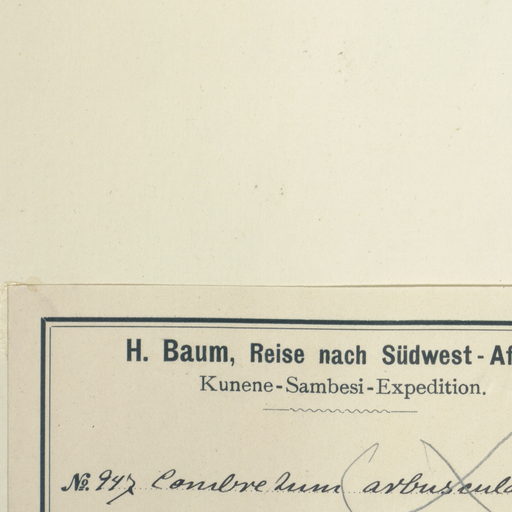 H. Baum, Reise nach Südwest-Af
Kunene-Sambesi-Expedition.
No. 947 Combretum (arbuscula